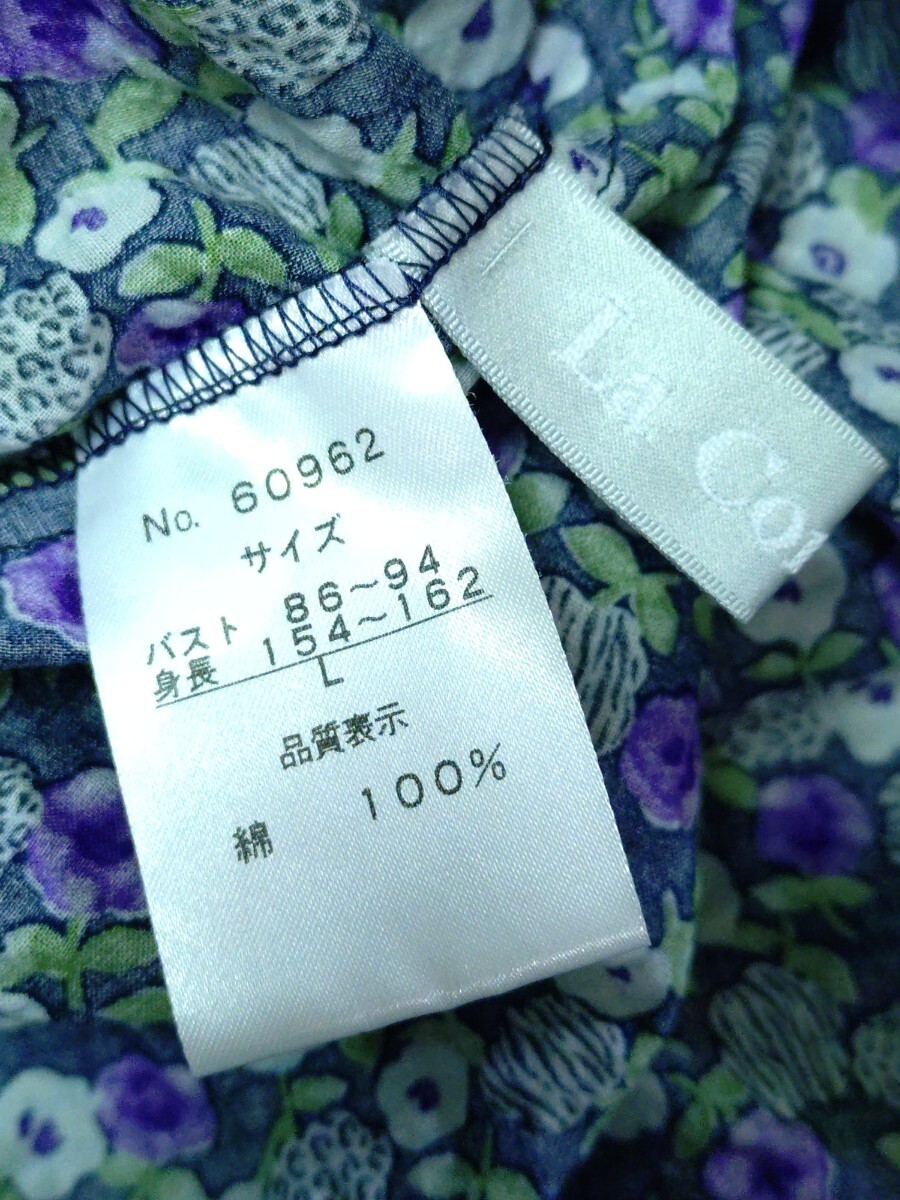 No. 60962
サイズ
バスト 86～94
身長 154～162
L
品質表示
綿 100%
La Co